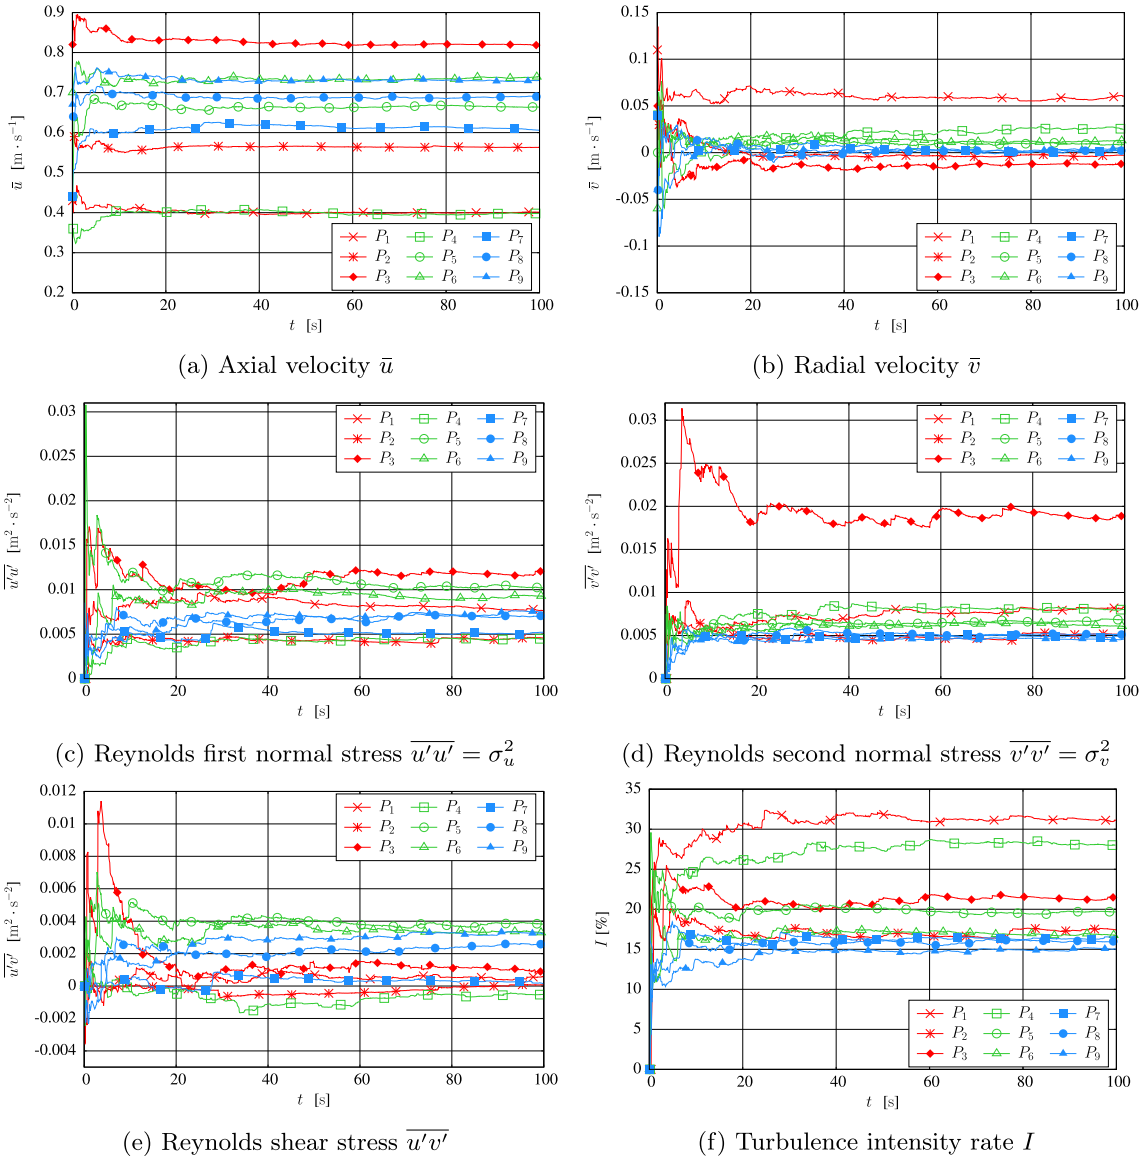 0.9
0.8
0.7
0.6
0.5
0.4
0.3
0.2
0 20 40 60 80 100
ū [m · s⁻¹]
t [s]
P₁ P₄ P₇
P₂ P₅ P₈
P₃ P₆ P₉
(a) Axial velocity ū
0.15
0.1
0.05
0
-0.05
-0.1
-0.15
0 20 40 60 80 100
v̄ [m · s⁻¹]
t [s]
P₁ P₄ P₇
P₂ P₅ P₈
P₃ P₆ P₉
(b) Radial velocity v̄
0.03
0.025
0.02
0.015
0.01
0.005
0
0 20 40 60 80 100
u′u′ [m² · s⁻²]
t [s]
P₁ P₄ P₇
P₂ P₅ P₈
P₃ P₆ P₉
(c) Reynolds first normal stress u′u′ = σ²ᵤ
0.03
0.025
0.02
0.015
0.01
0.005
0
0 20 40 60 80 100
v′v′ [m² · s⁻²]
t [s]
P₁ P₄ P₇
P₂ P₅ P₈
P₃ P₆ P₉
(d) Reynolds second normal stress v′v′ = σ²ᵥ
0.012
0.01
0.008
0.006
0.004
0.002
0
-0.002
-0.004
0 20 40 60 80 100
u′v′ [m² · s⁻²]
t [s]
P₁ P₄ P₇
P₂ P₅ P₈
P₃ P₆ P₉
(e) Reynolds shear stress u′v′
35
30
25
20
15
10
5
0
0 20 40 60 80 100
I [%]
t [s]
P₁ P₄ P₇
P₂ P₅ P₈
P₃ P₆ P₉
(f) Turbulence intensity rate I